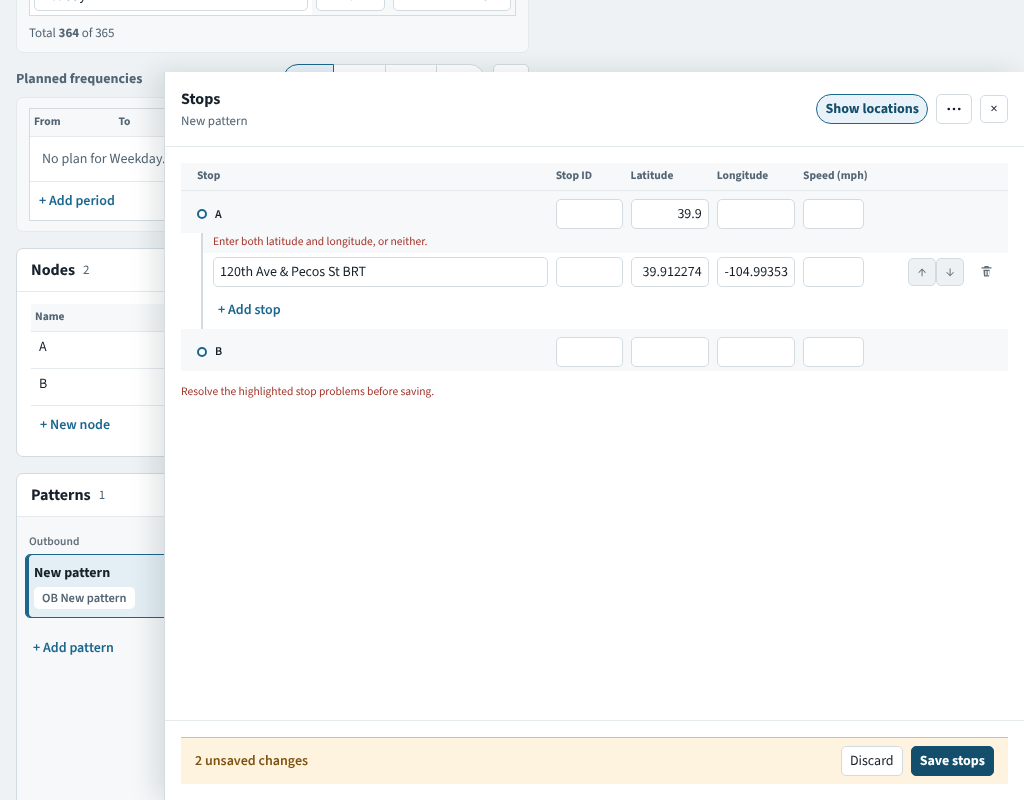 Total 364 of 365
Planned frequencies
From To
No plan for Weekday.
+ Add period
Nodes 2
Name
A
B
+ New node
Patterns 1
Outbound
New pattern
OB New pattern
+ Add pattern
Stops
New pattern
Show locations ··· ×
Stop Stop ID Latitude Longitude Speed (mph)
A 39.9
Enter both latitude and longitude, or neither.
120th Ave & Pecos St BRT 39.912274 -104.99353 ↑ ↓
+ Add stop
B
Resolve the highlighted stop problems before saving.
2 unsaved changes Discard Save stops